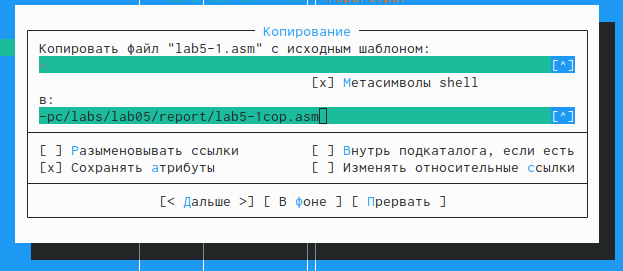 Копирование
Копировать файл "lab5-1.asm" с исходным шаблоном:
* [^]
[x] Метасимволы shell
в:
-pc/labs/lab05/report/lab5-1cop.asm [^]
[ ] Разыменовывать ссылки [ ] Внутрь подкаталога, если есть
[x] Сохранять атрибуты [ ] Изменять относительные ссылки
[< Дальше >] [ В фоне ] [ Прервать ]